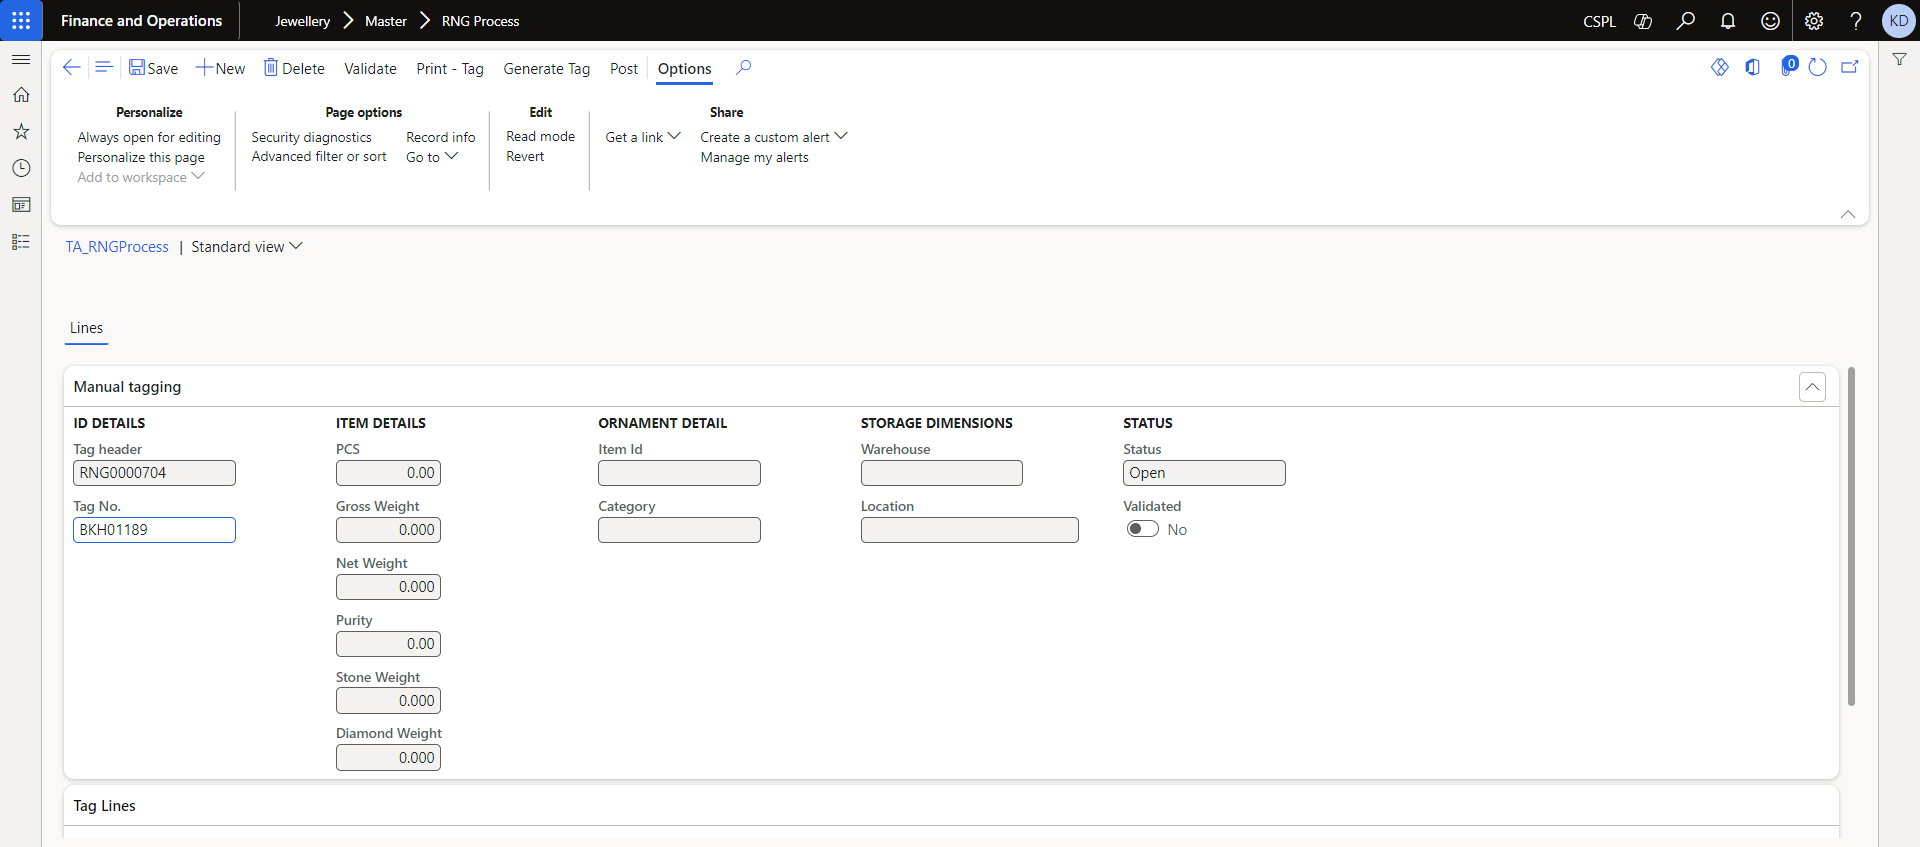 Finance and Operations
Jewellery > Master > RNG Process
CSPL
KD
Save
New
Delete
Validate
Print - Tag
Generate Tag
Post
Options
0
Personalize
Always open for editing
Personalize this page
Add to workspace
Page options
Security diagnostics
Advanced filter or sort
Record info
Go to
Edit
Read mode
Revert
Share
Get a link
Create a custom alert
Manage my alerts
TA_RNGProcess | Standard view
Lines
Manual tagging
ID DETAILS
Tag header
RNG0000704
Tag No.
BKH01189
ITEM DETAILS
PCS
0.00
Gross Weight
0.000
Net Weight
0.000
Purity
0.00
Stone Weight
0.000
Diamond Weight
0.000
ORNAMENT DETAIL
Item Id
Category
STORAGE DIMENSIONS
Warehouse
Location
STATUS
Status
Open
Validated
No
Tag Lines